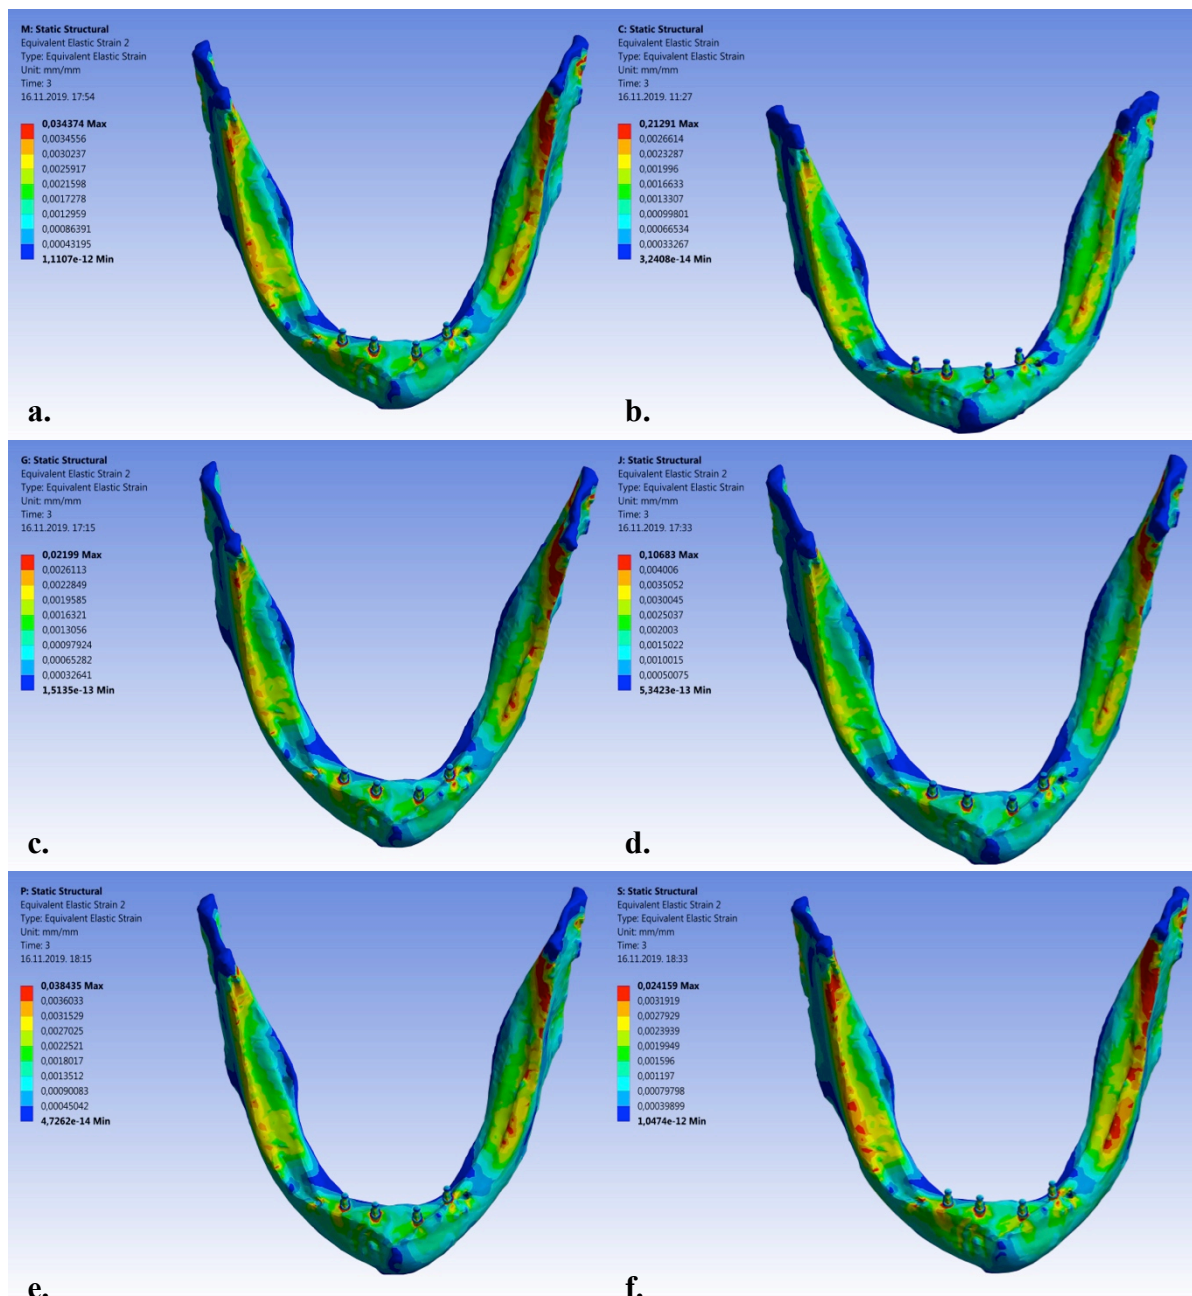 M: Static Structural
Equivalent Elastic Strain 2
Type: Equivalent Elastic Strain
Unit: mm/mm
Time: 3
16.11.2019. 17:54
0,034374 Max
0,0034556
0,0030237
0,0025917
0,0021598
0,0017278
0,0012959
0,00086391
0,00043195
1,1107e-12 Min
a.
C: Static Structural
Equivalent Elastic Strain
Type: Equivalent Elastic Strain
Unit: mm/mm
Time: 3
16.11.2019. 11:27
0,21291 Max
0,0026614
0,0023287
0,001996
0,0016633
0,0013307
0,00099801
0,00066534
0,00033267
3,2408e-14 Min
b.
G: Static Structural
Equivalent Elastic Strain 2
Type: Equivalent Elastic Strain
Unit: mm/mm
Time: 3
16.11.2019. 17:15
0,02199 Max
0,0026113
0,0022849
0,0019585
0,0016321
0,0013056
0,00097924
0,00065282
0,00032641
1,5135e-13 Min
c.
J: Static Structural
Equivalent Elastic Strain 2
Type: Equivalent Elastic Strain
Unit: mm/mm
Time: 3
16.11.2019. 17:33
0,10683 Max
0,004006
0,0035052
0,0030045
0,0025037
0,002003
0,0015022
0,0010015
0,00050075
5,3423e-13 Min
d.
P: Static Structural
Equivalent Elastic Strain 2
Type: Equivalent Elastic Strain
Unit: mm/mm
Time: 3
16.11.2019. 18:15
0,038435 Max
0,0036033
0,0031529
0,0027025
0,0022521
0,0018017
0,0013512
0,00090083
0,00045042
4,7262e-14 Min
e.
S: Static Structural
Equivalent Elastic Strain 2
Type: Equivalent Elastic Strain
Unit: mm/mm
Time: 3
16.11.2019. 18:33
0,024159 Max
0,0031919
0,0027929
0,0023939
0,0019949
0,001596
0,001197
0,00079798
0,00039899
1,0474e-12 Min
f.